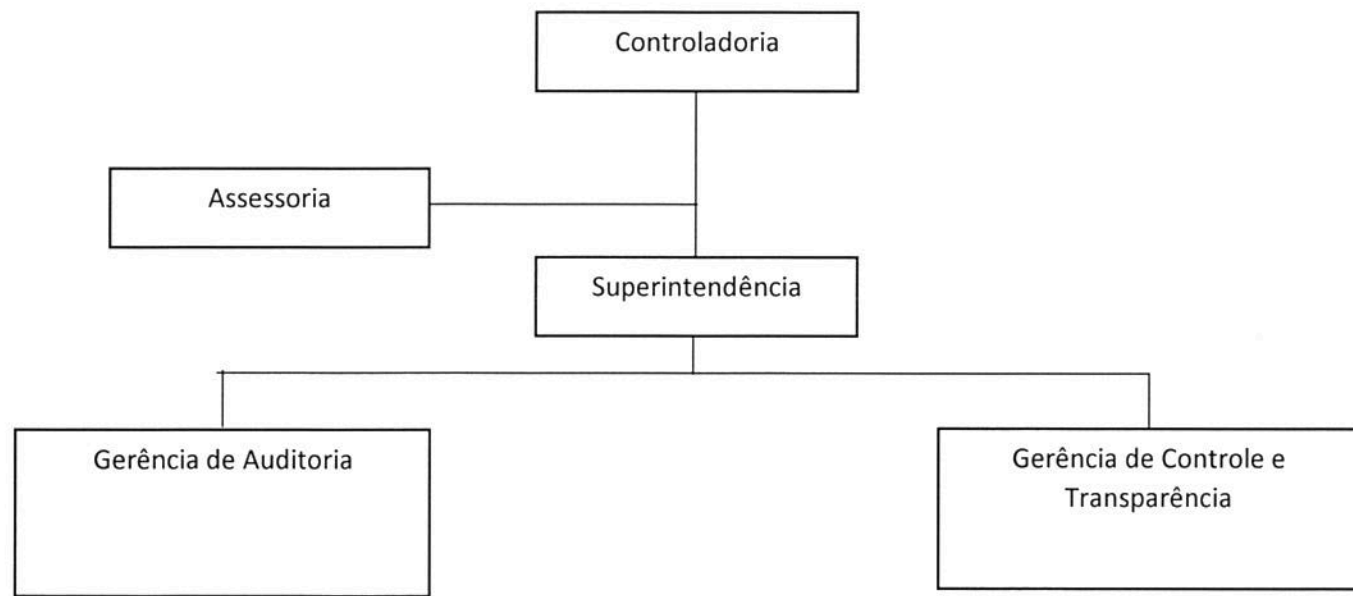 Controladoria
Assessoria
Superintendência
Gerência de Auditoria
Gerência de Controle e
Transparência